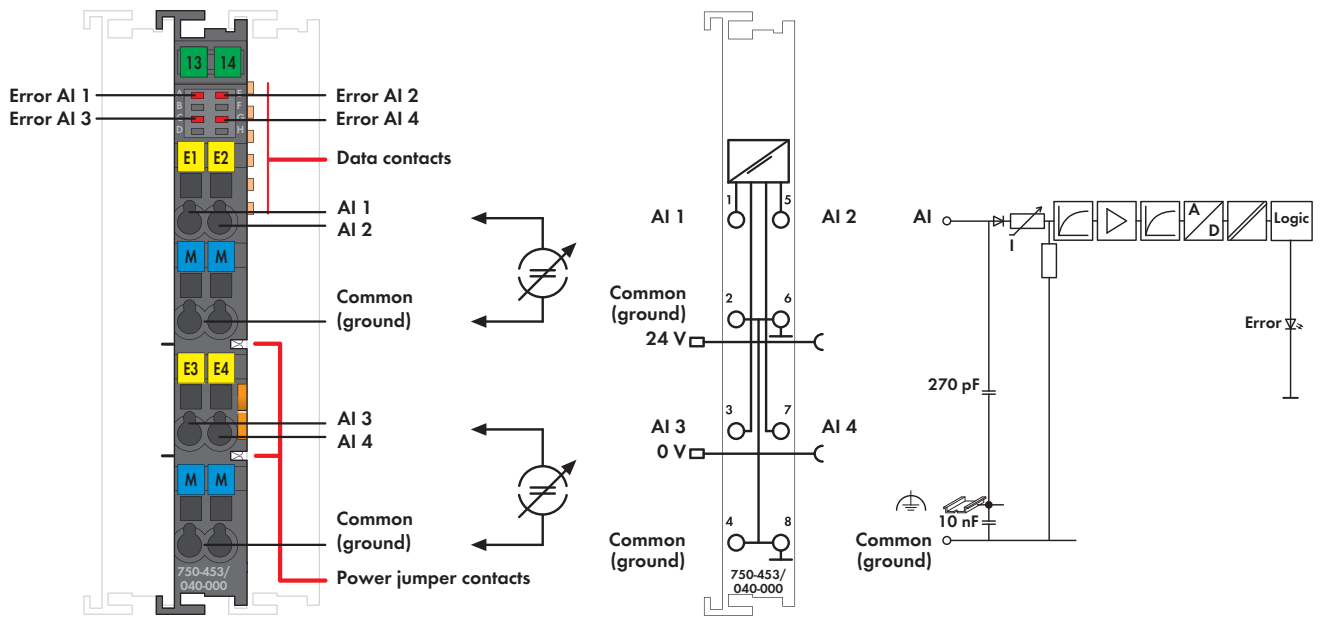 13 14
Error AI 1
Error AI 2
Error AI 3
Error AI 4
A
B
C
D
E
F
G
H
Data contacts
E1 E2
AI 1
AI 2
M M
Common
(ground)
E3 E4
AI 3
AI 4
M M
Common
(ground)
Power jumper contacts
750-453/
040-000
1
5
AI 1
AI 2
Common
(ground)
2
6
24 V
3
7
AI 3
AI 4
0 V
4
8
Common
(ground)
750-453/
040-000
AI
I
A
D
Logic
Error
270 pF
10 nF
Common
(ground)